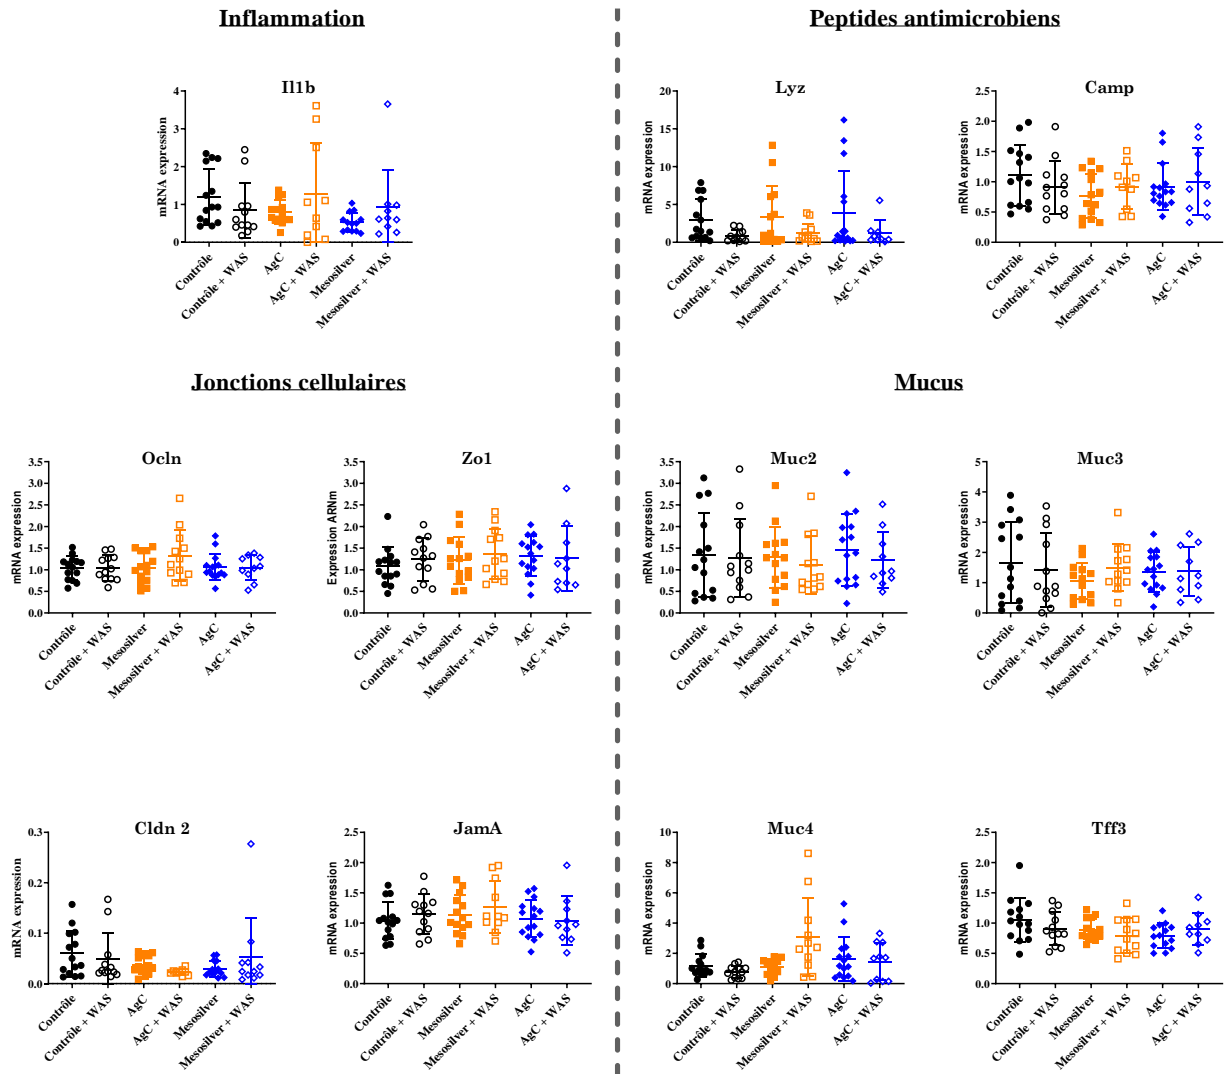 Inflammation
Peptides antimicrobiens
Il1b
mRNA expression
4
3
2
1
0
Contrôle
Contrôle + WAS
AgC
AgC + WAS
Mesosilver
Mesosilver + WAS
Lyz
mRNA expression
20
15
10
5
0
Contrôle
Contrôle + WAS
Mesosilver
Mesosilver + WAS
AgC
AgC + WAS
Camp
mRNA expression
2.5
2.0
1.5
1.0
0.5
0.0
Contrôle
Contrôle + WAS
Mesosilver
Mesosilver + WAS
AgC
AgC + WAS
Jonctions cellulaires
Mucus
Ocln
mRNA expression
3.5
3.0
2.5
2.0
1.5
1.0
0.5
0.0
Contrôle
Contrôle + WAS
Mesosilver
Mesosilver + WAS
AgC
AgC + WAS
Zo1
Expression ARNm
3.5
3.0
2.5
2.0
1.5
1.0
0.5
0.0
Contrôle
Contrôle + WAS
Mesosilver
Mesosilver + WAS
AgC
AgC + WAS
Muc2
mRNA expression
3.5
3.0
2.5
2.0
1.5
1.0
0.5
0.0
Contrôle
Contrôle + WAS
Mesosilver
Mesosilver + WAS
AgC
AgC + WAS
Muc3
mRNA expression
5
4
3
2
1
0
Contrôle
Contrôle + WAS
Mesosilver
Mesosilver + WAS
AgC
AgC + WAS
Cldn 2
mRNA expression
0.3
0.2
0.1
0.0
Contrôle
Contrôle + WAS
AgC
AgC + WAS
Mesosilver
Mesosilver + WAS
JamA
mRNA expression
2.5
2.0
1.5
1.0
0.5
0.0
Contrôle
Contrôle + WAS
Mesosilver
Mesosilver + WAS
AgC
AgC + WAS
Muc4
mRNA expression
10
8
6
4
2
0
Contrôle
Contrôle + WAS
Mesosilver
Mesosilver + WAS
AgC
AgC + WAS
Tff3
mRNA expression
2.5
2.0
1.5
1.0
0.5
0.0
Contrôle
Contrôle + WAS
Mesosilver
Mesosilver + WAS
AgC
AgC + WAS